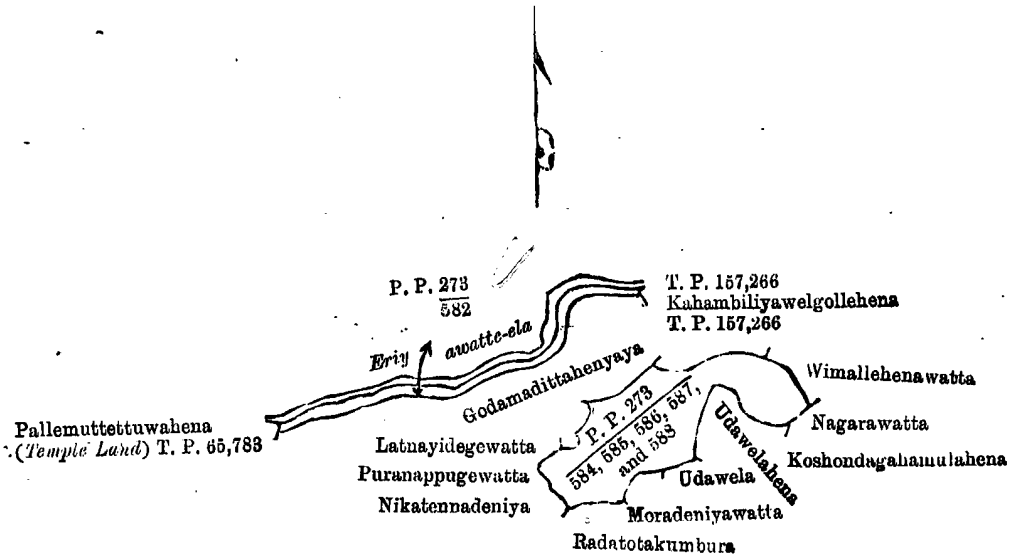 P. P. 273
582
T. P. 157,266
Kahambiliyawelgollehena
T. P. 157,266
Eriyawatte-ela
Godamadittahenyaya
Wimallehenawatta
Pallemuttettuwahena
(Temple Land) T. P. 65,783
P. P. 273
584, 585, 586, 587,
and 588
Nagarawatta
Latnayidegewatta
Udawelahena
Koshondagahamulahena
Puranappugewatta
Udawela
Nikatennadeniya
Moradeniyawatta
Radatotakumbura